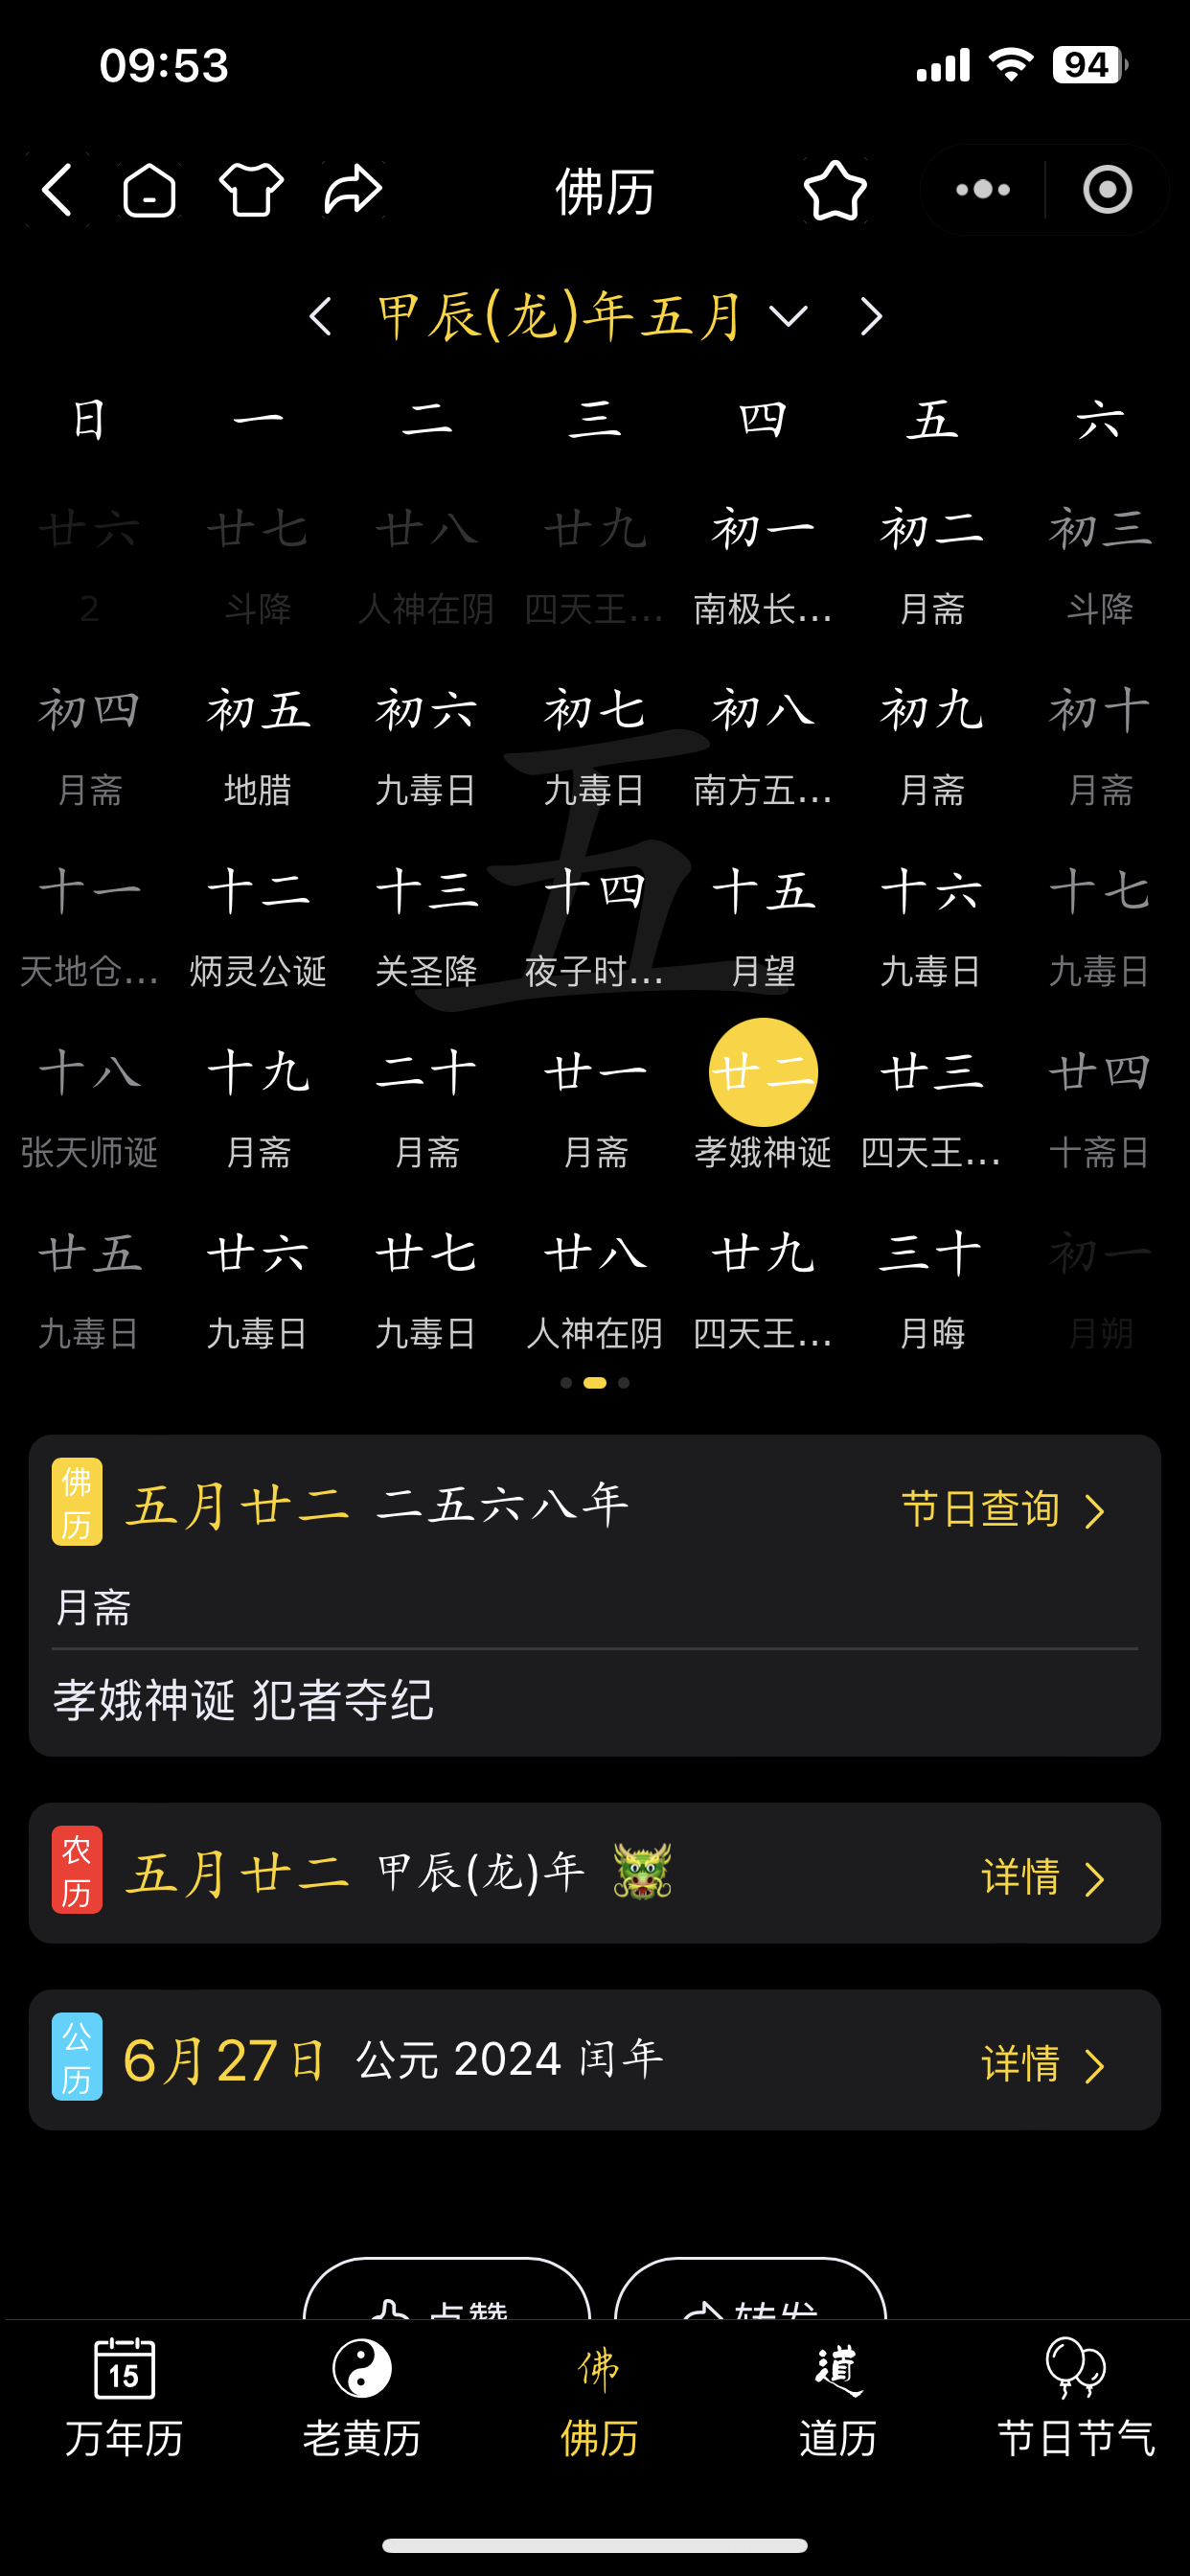 09:53
94
佛历
甲辰(龙)年五月
日 一 二 三 四 五 六
廿六 廿七 廿八 廿九 初一 初二 初三
2 斗降 人神在阴 四天王... 南极长... 月斋 斗降
初四 初五 初六 初七 初八 初九 初十
月斋 地腊 九毒日 九毒日 南方五... 月斋 月斋
五
十一 十二 十三 十四 十五 十六 十七
天地仓... 炳灵公诞 关圣降 夜子时... 月望 九毒日 九毒日
十八 十九 二十 廿一 廿二 廿三 廿四
张天师诞 月斋 月斋 月斋 孝娥神诞 四天王... 十斋日
廿五 廿六 廿七 廿八 廿九 三十 初一
九毒日 九毒日 九毒日 人神在阴 四天王... 月晦 月朔
佛历 五月廿二 二五六八年 节日查询
月斋
孝娥神诞 犯者夺纪
农历 五月廿二 甲辰(龙)年 详情
公历 6月27日 公元 2024 闰年 详情
点赞 转发
15 佛 道
万年历 老黄历 佛历 道历 节日节气